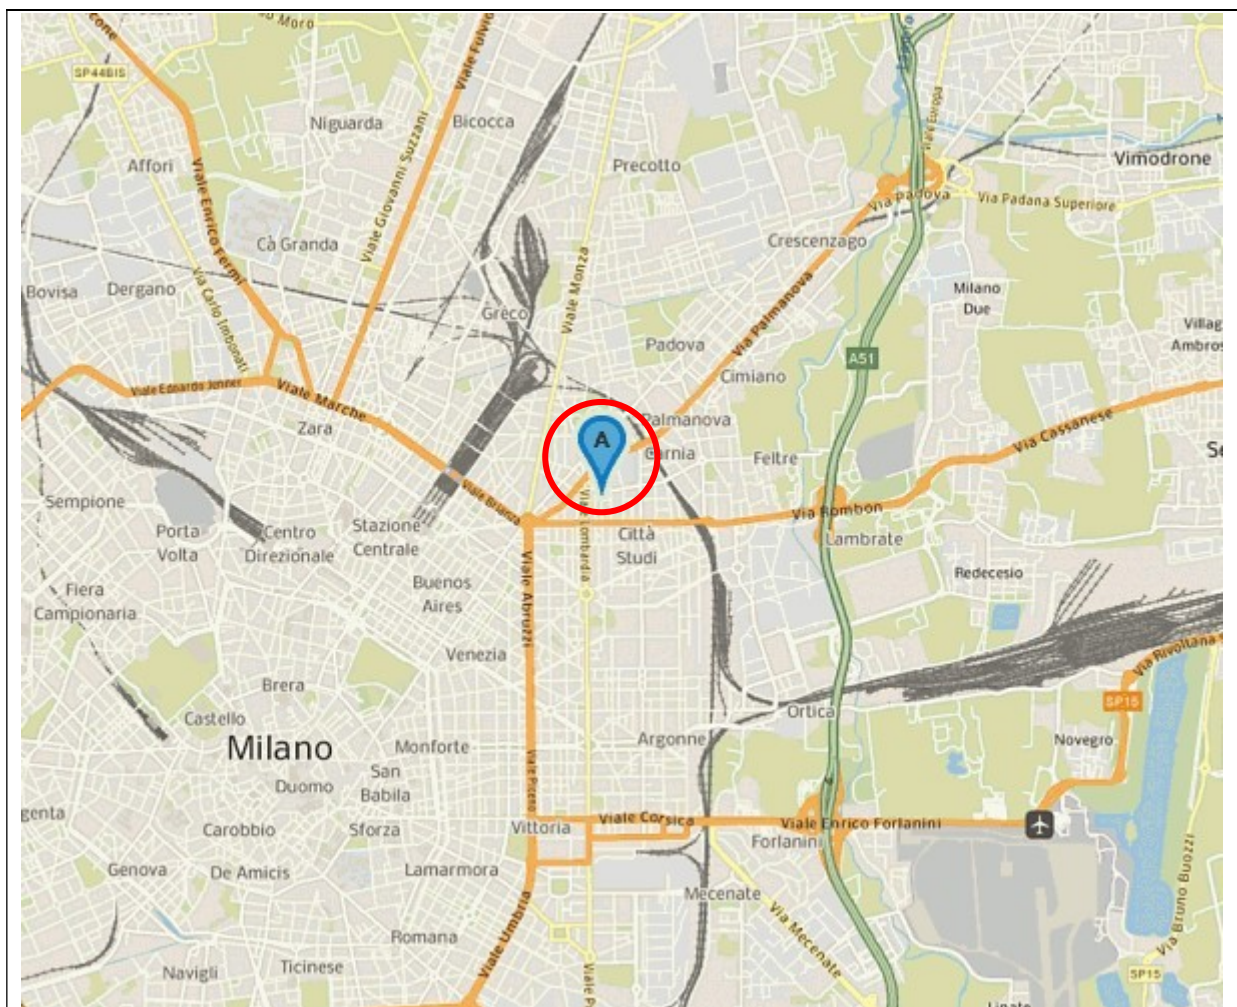 SP44BIS
Moro
Niguarda
Bicocca
Viale Fulvi
Affori
Precotto
Vimodrone
Viale Enrico Fermi
Viale Giovanni Suzzani
Viale Europa
Via Padova
Via Padana Superiore
Cà Granda
Crescenzago
Bovisa
Dergano
Via Carlo Imbonati
Viale Monza
Milano
Due
Greco
Via Palmanova
Villag
Ambros
Padova
A51
Cimiano
Viale Edoardo Jenner
Viale Marche
Zara
A
Palmanova
Carnia
Feltre
Via Cassanese
Se
Sempione
Viale Brianza
Porta
Volta
Centro
Direzionale
Stazione
Centrale
Viale Lombardia
Città
Studi
Via Rombon
Lambrate
Redecesio
Fiera
Campionaria
Buenos
Aires
Viale Abruzzi
Venezia
Via Rivoltana
Brera
SP15
Castello
Ortica
Milano
Monforte
Argonne
Novegro
Duomo
San
Babila
Viale Piceno
genta
Carobbio
Sforza
Vittoria
Viale Corsica
Viale Enrico Forlanini
Forlanini
Genova
De Amicis
Lamarmora
Mecenate
Via Bruno Buozzi
Via Mecenate
Romana
Viale Umbria
Navigli
Ticinese
Viale P
SP15
Linate